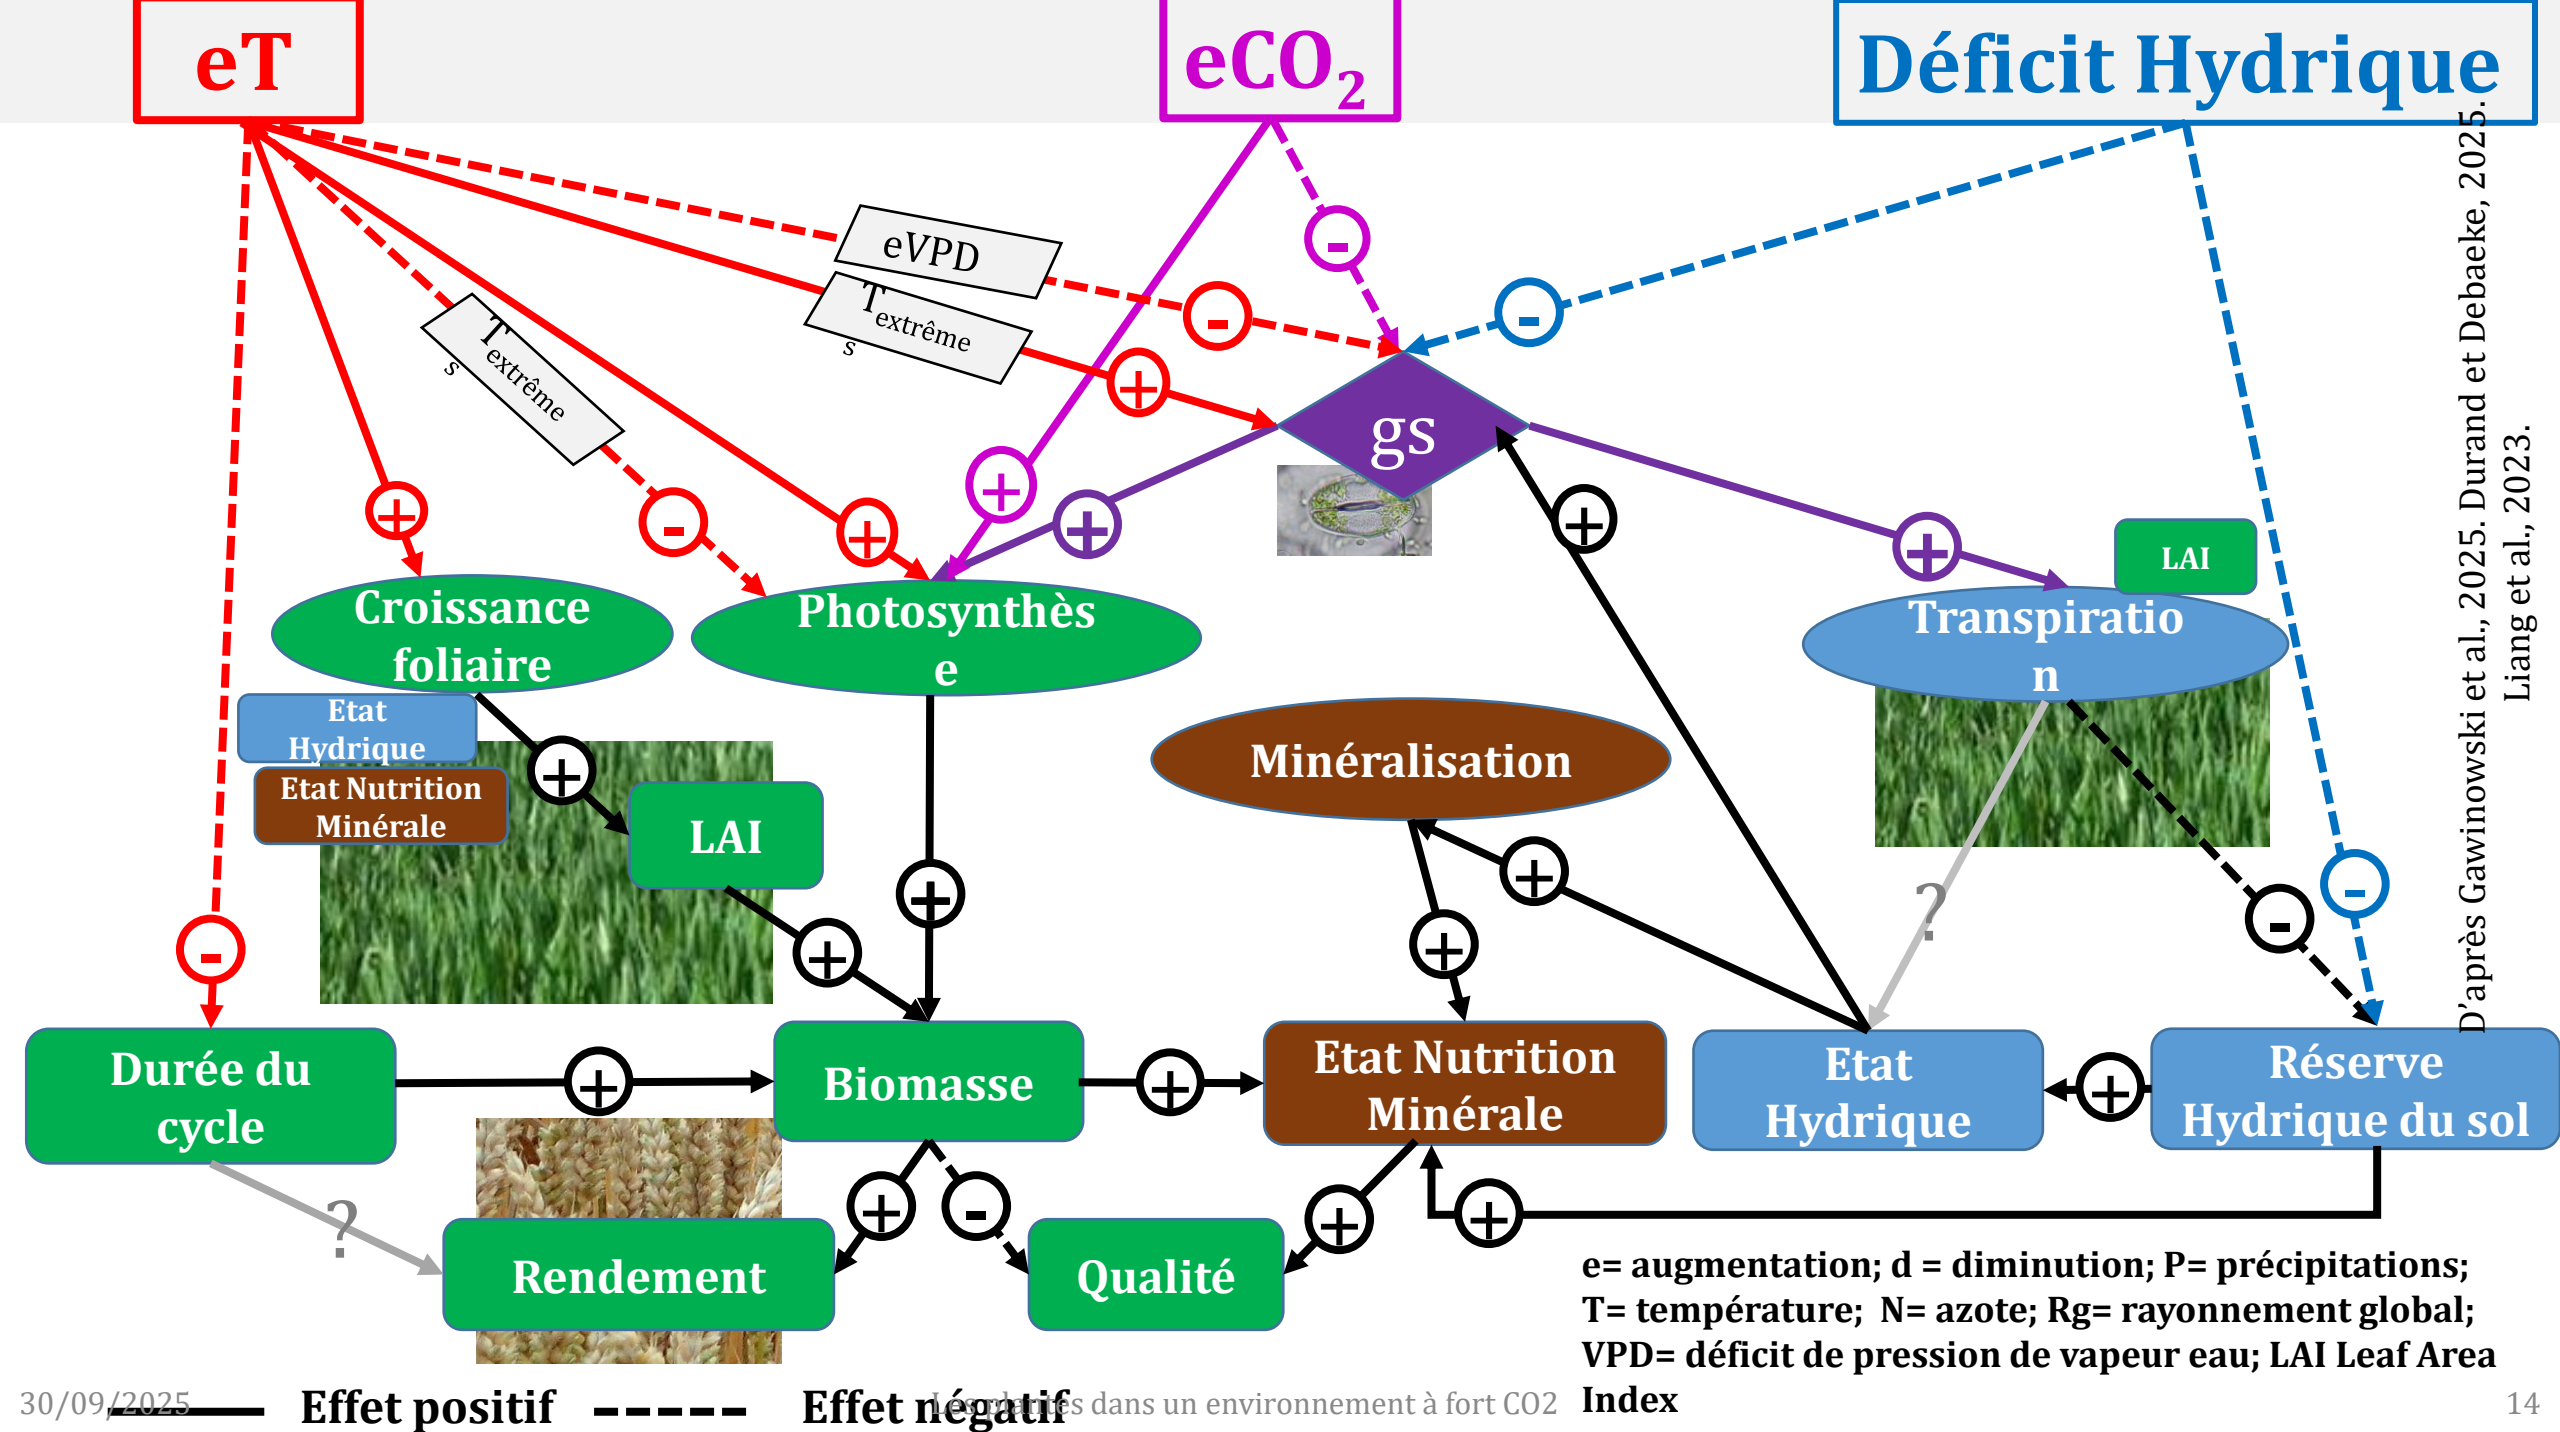 eT
eCO₂
Déficit Hydrique
eVPD
-
-
-
Textrême
s
Textrême
s
+
gs
+
+
-
+
+
+
+
LAI
Croissance
foliaire
Photosynthès
e
Transpiratio
n
Etat
Hydrique
Etat Nutrition
Minérale
+
LAI
Minéralisation
+
+
+
+
?
-
-
-
Durée du
cycle
+
Biomasse
+
Etat Nutrition
Minérale
Etat
Hydrique
+
Réserve
Hydrique du sol
?
+
-
+
+
Rendement
Qualité
D'après Gawinowski et al., 2025. Durand et Debaeke, 2025.
Liang et al., 2023.
e= augmentation; d = diminution; P= précipitations;
T= température; N= azote; Rg= rayonnement global;
VPD= déficit de pression de vapeur eau; LAI Leaf Area
Index
30/09/2025
Effet positif
Effet négatif
Les plantes dans un environnement à fort CO2
14